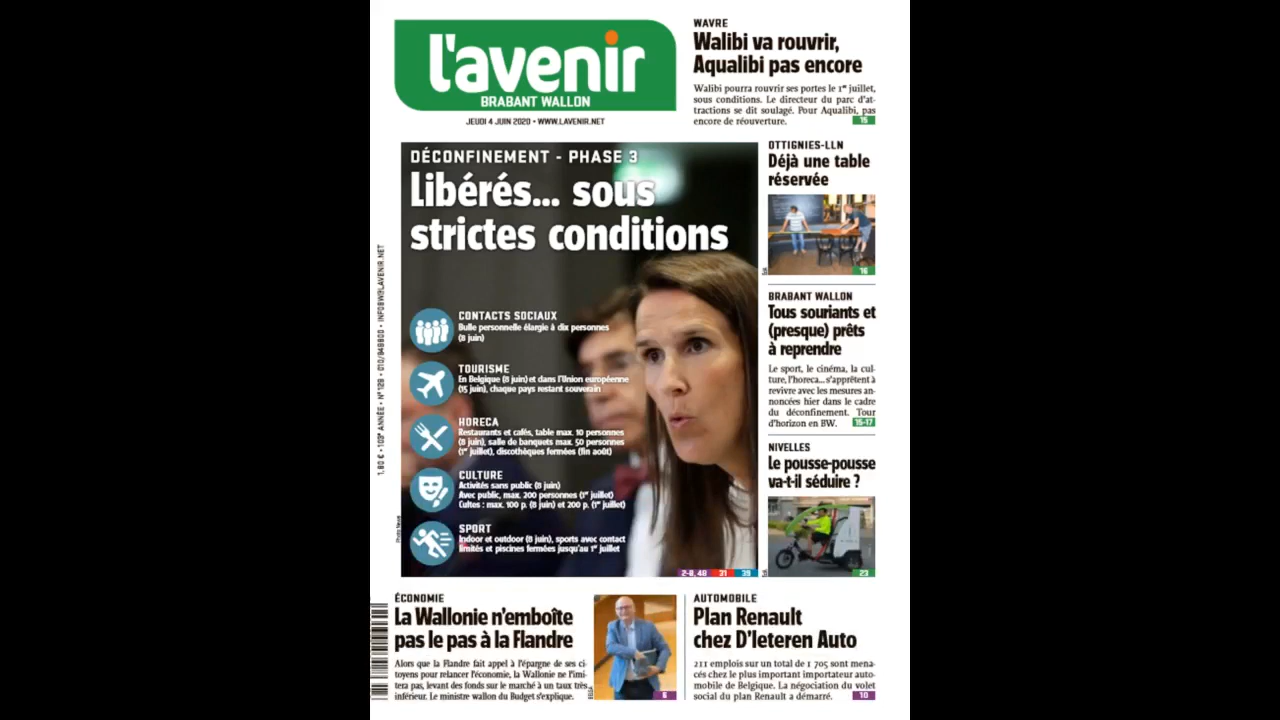 l'avenir
BRABANT WALLON
JEUDI 4 JUIN 2020 • WWW.LAVENIR.NET
WAVRE
Walibi va rouvrir,
Aqualibi pas encore
Walibi pourra rouvrir ses portes le 1er juillet,
sous conditions. Le directeur du parc d'at-
tractions se dit soulagé. Pour Aqualibi, pas
encore de réouverture.
15
DÉCONFINEMENT - PHASE 3
Libérés... sous
strictes conditions
CONTACTS SOCIAUX
Bulle personnelle élargie à dix personnes
(8 juin)
TOURISME
En Belgique (8 juin) et dans l'Union européenne
(15 juin), chaque pays restant souverain
HORECA
Restaurants et cafés, table max. 10 personnes
(8 juin), salle de banquets max. 50 personnes
(1er juillet), discothèques fermées (fin août)
CULTURE
Activités sans public (8 juin)
Avec public, max. 200 personnes (1er juillet)
Cultes : max. 100 p. (8 juin) et 200 p. (1er juillet)
SPORT
Indoor et outdoor (8 juin), sports avec contact
limités et piscines fermées jusqu'au 1er juillet
2-8, 48 31 39
OTTIGNIES-LLN
Déjà une table
réservée
16
BRABANT WALLON
Tous souriants et
(presque) prêts
à reprendre
Le sport, le cinéma, la cul-
ture, l'horeca... s'apprêtent à
revivre avec les mesures an-
noncées hier dans le cadre
du déconfinement. Tour
d'horizon en BW.
15-17
NIVELLES
Le pousse-pousse
va-t-il séduire ?
23
1,80 € • 103e ANNÉE • N° 129 • 010/849800 • INFOBW@LAVENIR.NET
Photo News
ÉCONOMIE
La Wallonie n'emboîte
pas le pas à la Flandre
Alors que la Flandre fait appel à l'épargne de ses ci-
toyens pour relancer l'économie, la Wallonie ne l'imi-
tera pas, levant des fonds sur le marché à un taux très
inférieur. Le ministre wallon du Budget s'explique.
BELGA
6
AUTOMOBILE
Plan Renault
chez D'Ieteren Auto
211 emplois sur un total de 1 705 sont mena-
cés chez le plus important importateur auto-
mobile de Belgique. La négociation du volet
social du plan Renault a démarré.
10